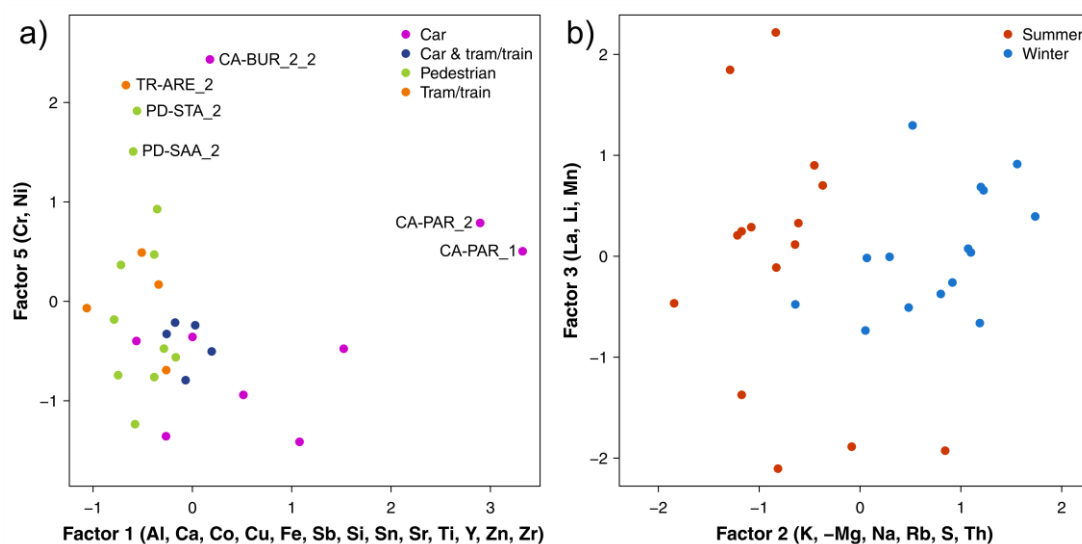 a)
Car
Car & tram/train
Pedestrian
Tram/train
CA-BUR_2_2
TR-ARE_2
PD-STA_2
PD-SAA_2
CA-PAR_2
CA-PAR_1
2
1
0
−1
Factor 5 (Cr, Ni)
−1
0
1
2
3
Factor 1 (Al, Ca, Co, Cu, Fe, Sb, Si, Sn, Sr, Ti, Y, Zn, Zr)
b)
Summer
Winter
2
1
0
−1
−2
Factor 3 (La, Li, Mn)
−2
−1
0
1
2
Factor 2 (K, −Mg, Na, Rb, S, Th)